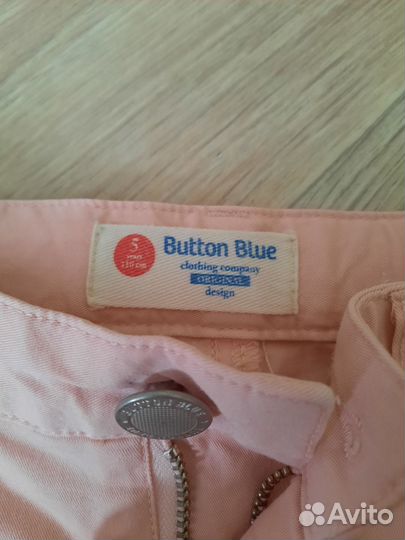 5
years
110 cm
Button Blue
clothing company
ORIGINAL
design
BUTTON BLUE
Avito